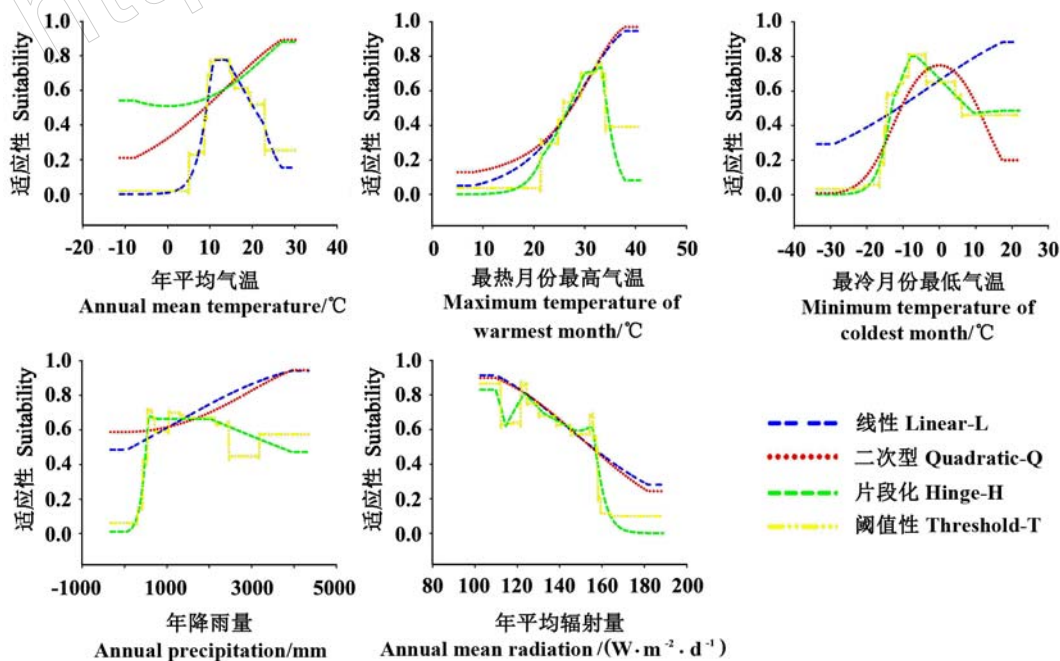 http
适应性 Suitability
1.0
0.8
0.6
0.4
0.2
0.0
-20 -10 0 10 20 30 40
年平均气温
Annual mean temperature/℃
适应性 Suitability
1.0
0.8
0.6
0.4
0.2
0.0
0 10 20 30 40 50
最热月份最高气温
Maximum temperature of
warmest month/℃
适应性 Suitability
1.0
0.8
0.6
0.4
0.2
0.0
-40 -30 -20 -10 0 10 20 30
最冷月份最低气温
Minimum temperature of
coldest month/℃
适应性 Suitability
1.0
0.8
0.6
0.4
0.2
0.0
-1000 1000 3000 5000
年降雨量
Annual precipitation/mm
适应性 Suitability
1.0
0.8
0.6
0.4
0.2
0.0
80 100 120 140 160 180 200
年平均辐射量
Annual mean radiation/(W·m⁻²·d⁻¹)
线性 Linear-L
二次型 Quadratic-Q
片段化 Hinge-H
阈值性 Threshold-T